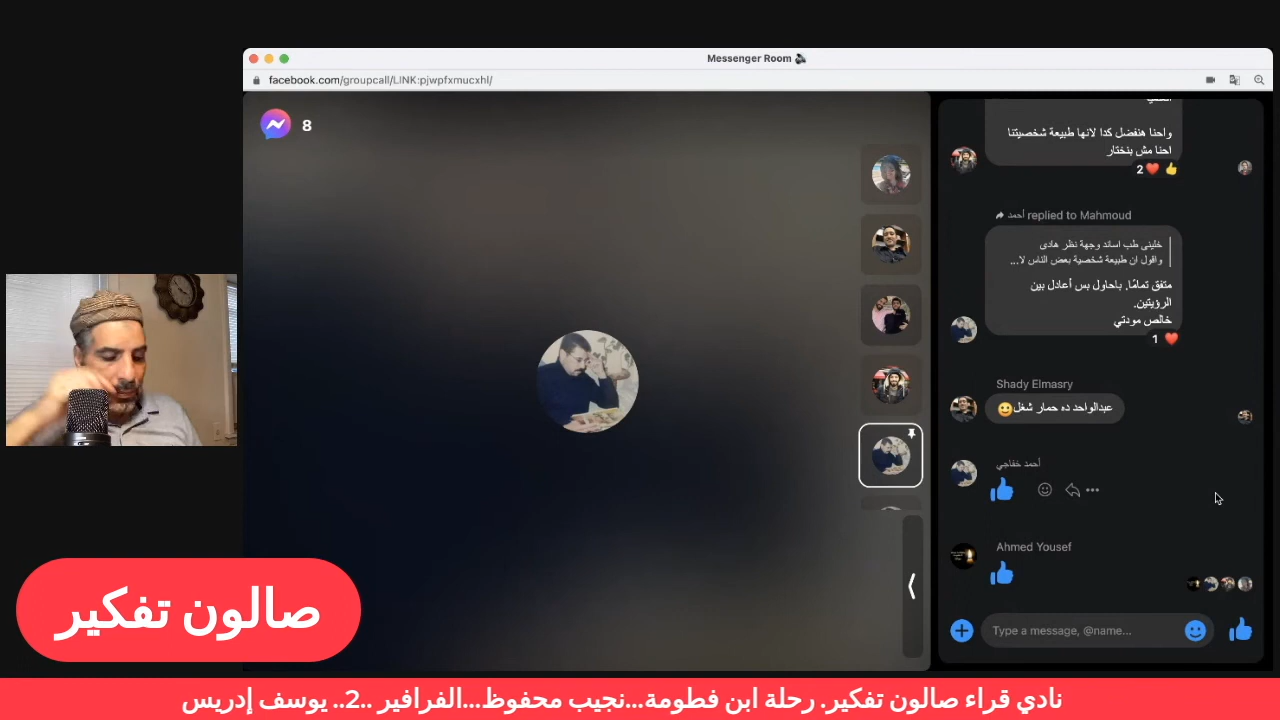 Messenger Room
facebook.com/groupcall/LINK:pjwpfxmucxhl/
8
واحنا هنفضل كدا لانها طبيعة شخصيتنا
احنا مش بنختار
2
أحمد replied to Mahmoud
خليني طب اساند وجهة نظر هادى
واقول ان طبيعة شخصية بعض الناس لا...
متفق تمامًا. باحاول بس أعادل بين
الرؤيتين.
خالص مودتي
1
Shady Elmasry
عبدالواحد ده حمار شغل
أحمد خفاجي
Ahmed Yousef
Type a message, @name...
صالون تفكير
نادي قراء صالون تفكير. رحلة ابن فطومة...نجيب محفوظ...الفرافير ..2.. يوسف إدريس